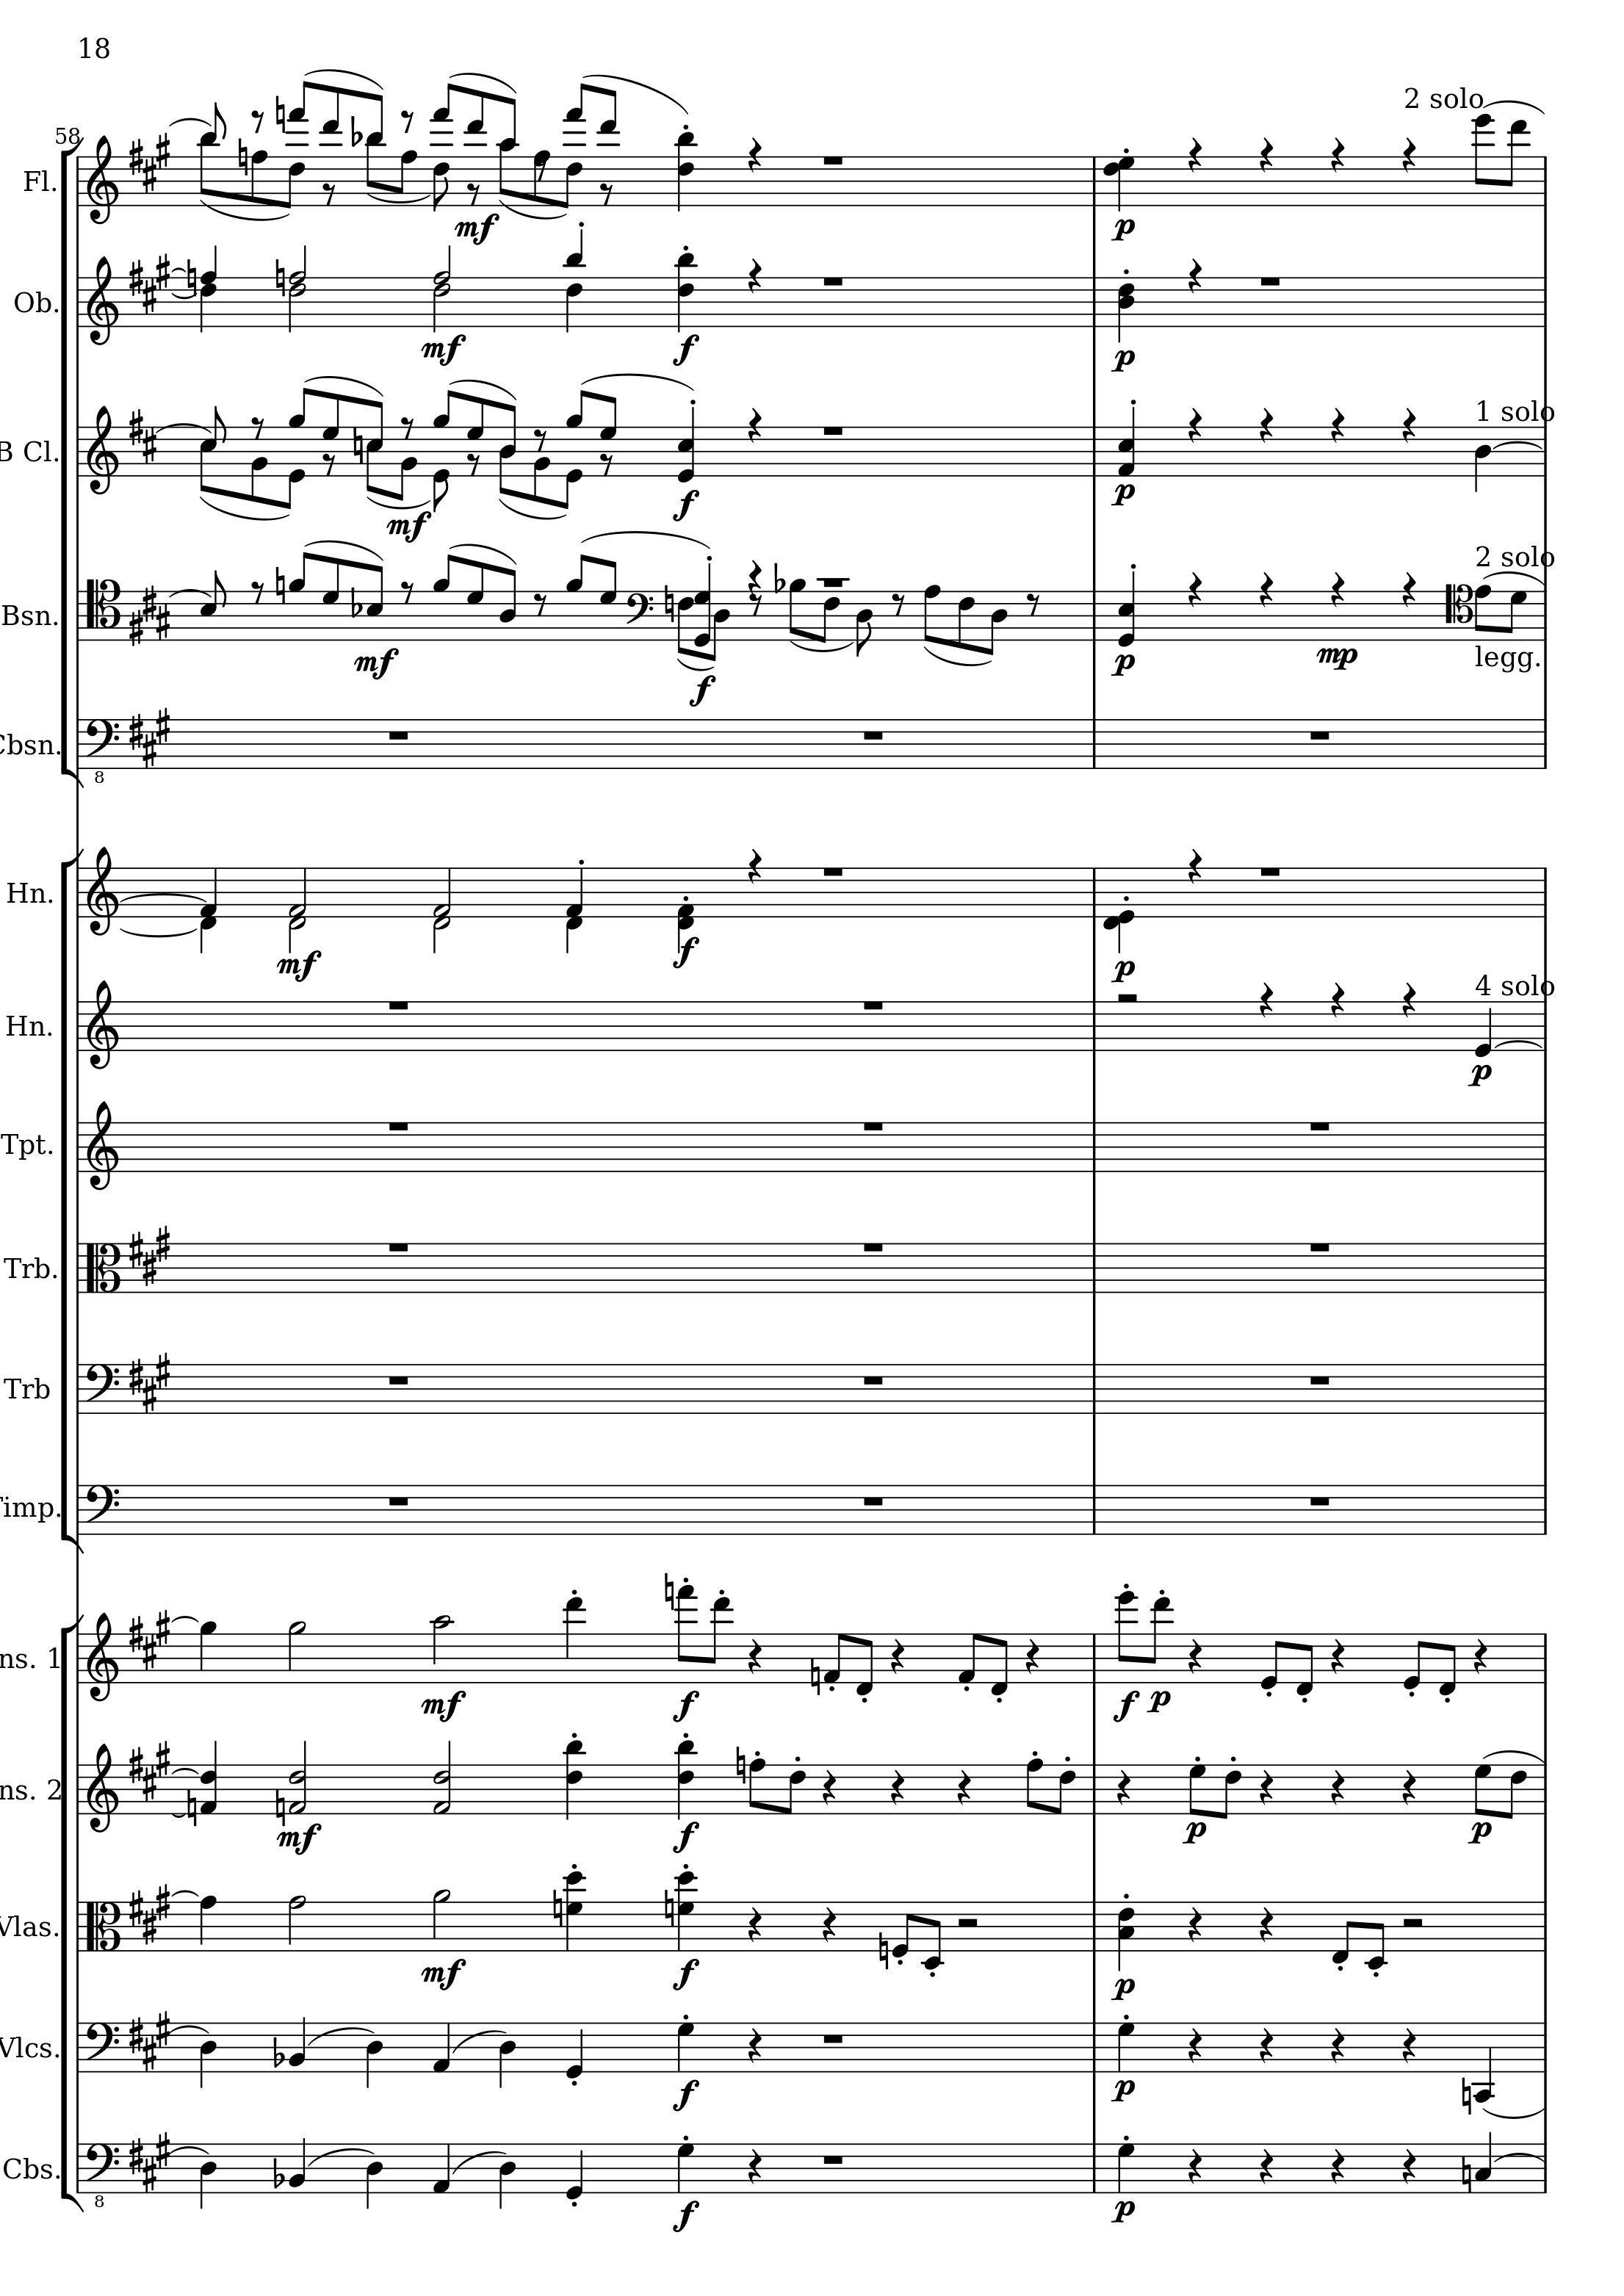 18
2 solo
58
Fl.
mf
p
Ob.
mf
f
p
B Cl.
mf
f
p
1 solo
Bsn.
mf
f
p
mp
2 solo
legg.
Cbsn.
8
Hn.
mf
f
p
Hn.
4 solo
p
Tpt.
Trb.
Trb
Timp.
ns. 1
mf
f
f
p
ns. 2
mf
f
p
p
Vlas.
mf
f
p
Vlcs.
f
p
Cbs.
8
f
p